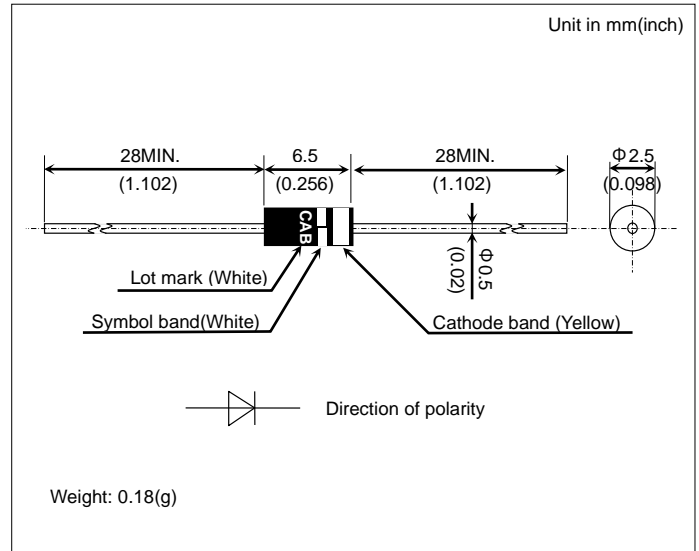 Unit in mm(inch)
28MIN. 6.5 28MIN. Φ2.5
(1.102) (0.256) (1.102) (0.098)
CAB
Φ0.5
(0.02)
Lot mark (White)
Symbol band(White)
Cathode band (Yellow)
Direction of polarity
Weight: 0.18(g)